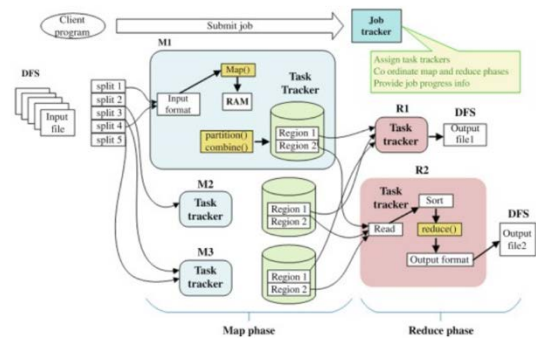 Client
program
Submit job
Job
tracker
Assign task trackers
Co ordinate map and reduce phases
Provide job progress info
DFS
Input
file
split 1
split 2
split 3
split 4
split 5
M1
Input
format
Map()
RAM
partition()
combine()
Task
Tracker
Region 1
Region 2
M2
Task
tracker
Region 1
Region 2
M3
Task
tracker
Region 1
Region 2
R1
Task
tracker
DFS
Output
file1
R2
Task
tracker
Read
Sort
reduce()
Output format
DFS
Output
file2
Map phase
Reduce phase